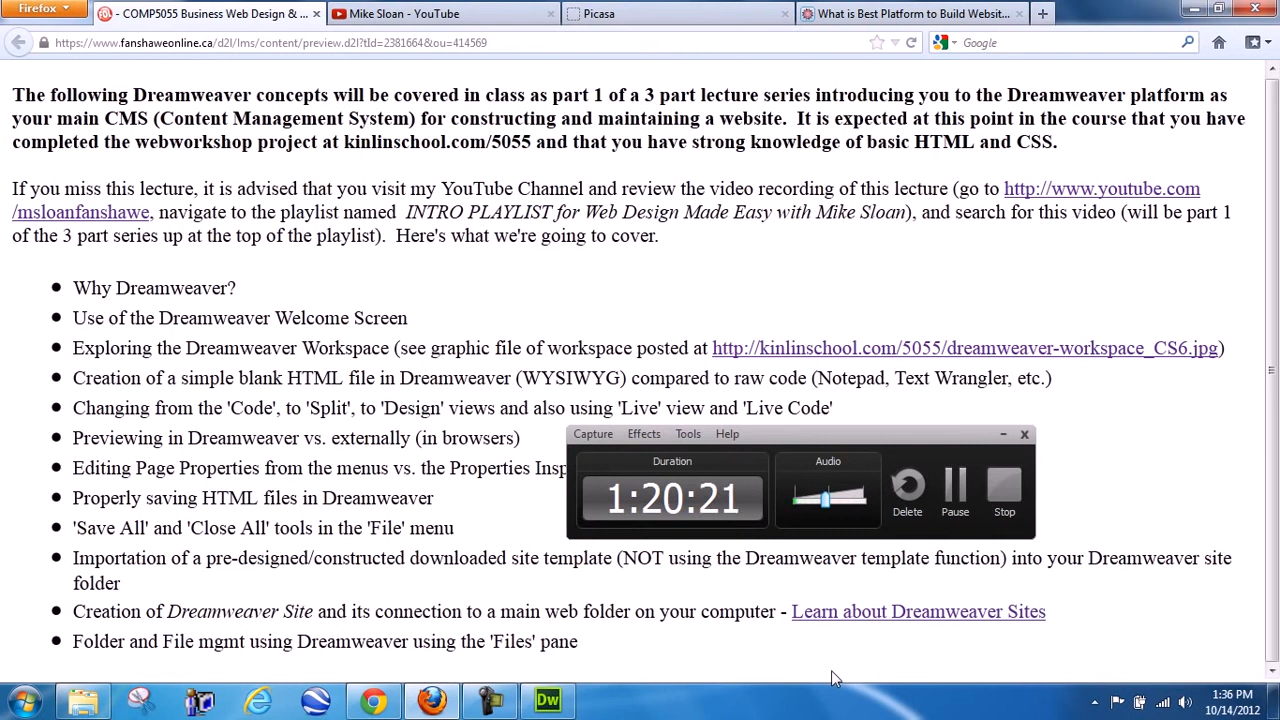 Firefox
- COMP5055 Business Web Design & ...
Mike Sloan - YouTube
Picasa
What is Best Platform to Build Websit...
https://www.fanshaweonline.ca/d2l/lms/content/preview.d2l?tId=2381664&ou=414569
Google
The following Dreamweaver concepts will be covered in class as part 1 of a 3 part lecture series introducing you to the Dreamweaver platform as
your main CMS (Content Management System) for constructing and maintaining a website. It is expected at this point in the course that you have
completed the webworkshop project at kinlinschool.com/5055 and that you have strong knowledge of basic HTML and CSS.
If you miss this lecture, it is advised that you visit my YouTube Channel and review the video recording of this lecture (go to http://www.youtube.com
/msloanfanshawe, navigate to the playlist named INTRO PLAYLIST for Web Design Made Easy with Mike Sloan), and search for this video (will be part 1
of the 3 part series up at the top of the playlist). Here's what we're going to cover.
Why Dreamweaver?
Use of the Dreamweaver Welcome Screen
Exploring the Dreamweaver Workspace (see graphic file of workspace posted at http://kinlinschool.com/5055/dreamweaver-workspace_CS6.jpg)
Creation of a simple blank HTML file in Dreamweaver (WYSIWYG) compared to raw code (Notepad, Text Wrangler, etc.)
Changing from the 'Code', to 'Split', to 'Design' views and also using 'Live' view and 'Live Code'
Previewing in Dreamweaver vs. externally (in browsers)
Editing Page Properties from the menus vs. the Properties Insp
Properly saving HTML files in Dreamweaver
'Save All' and 'Close All' tools in the 'File' menu
Importation of a pre-designed/constructed downloaded site template (NOT using the Dreamweaver template function) into your Dreamweaver site
folder
Creation of Dreamweaver Site and its connection to a main web folder on your computer - Learn about Dreamweaver Sites
Folder and File mgmt using Dreamweaver using the 'Files' pane
Capture Effects Tools Help
Duration
Audio
1:20:21
Delete
Pause
Stop
Dw
1:36 PM
10/14/2012